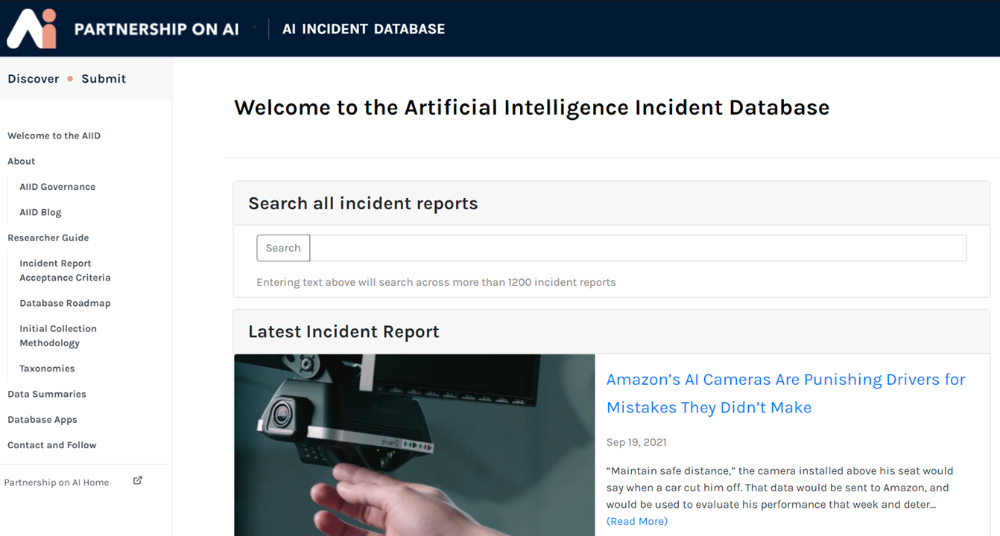 PARTNERSHIP ON AI
AI INCIDENT DATABASE
Discover
Submit
Welcome to the AIID
About
AIID Governance
AIID Blog
Researcher Guide
Incident Report
Acceptance Criteria
Database Roadmap
Initial Collection
Methodology
Taxonomies
Data Summaries
Database Apps
Contact and Follow
Partnership on AI Home
Welcome to the Artificial Intelligence Incident Database
Search all incident reports
Search
Entering text above will search across more than 1200 incident reports
Latest Incident Report
Amazon’s AI Cameras Are Punishing Drivers for
Mistakes They Didn’t Make
Sep 19, 2021
“Maintain safe distance,” the camera installed above his seat would
say when a car cut him off. That data would be sent to Amazon, and
would be used to evaluate his performance that week and deter...
(Read More)